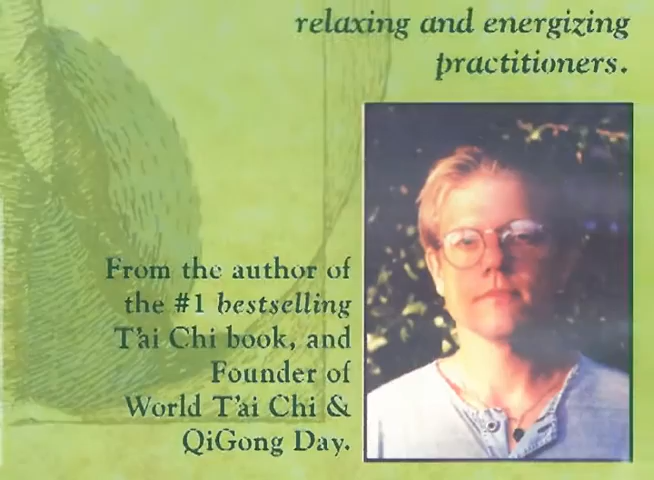 relaxing and energizing
practitioners.
From the author of
the #1 bestselling
T'ai Chi book, and
Founder of
World T'ai Chi &
QiGong Day.